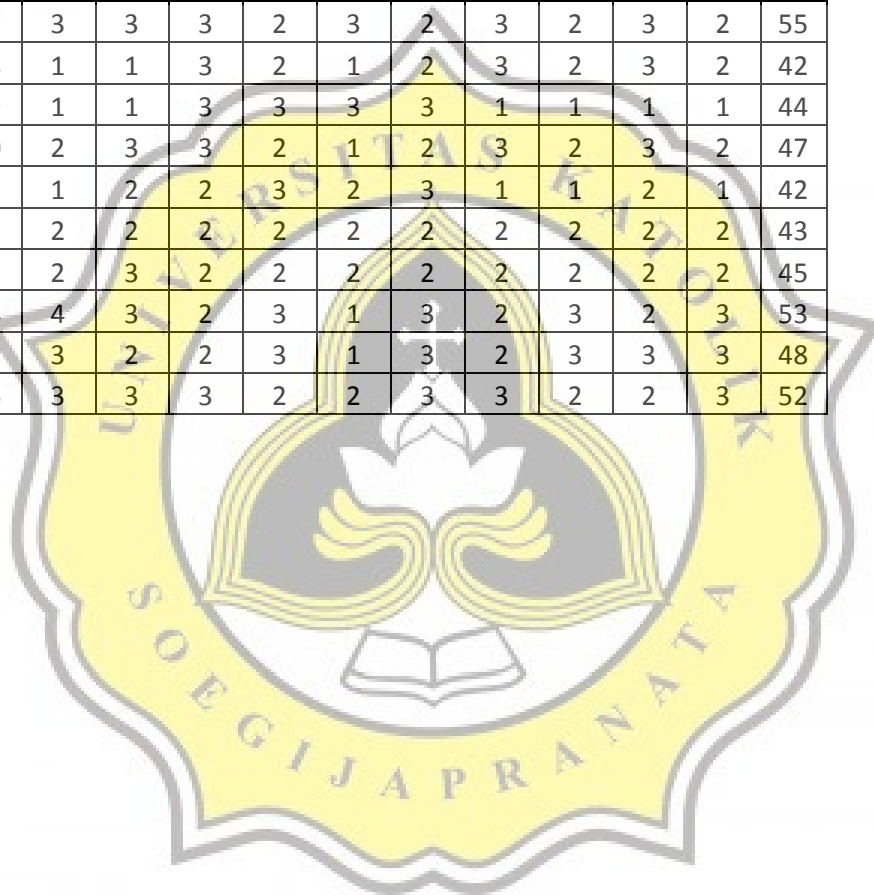 3 3 3 2 3 2 3 2 3 2 55
1 1 3 2 1 2 3 2 3 2 42
1 1 3 3 3 3 1 1 1 1 44
2 3 3 2 1 2 3 2 3 2 47
1 2 2 3 2 3 1 1 2 1 42
2 2 2 2 2 2 2 2 2 2 43
2 3 2 2 2 2 2 2 2 2 45
4 3 2 3 1 3 2 3 2 3 53
3 2 2 3 1 3 2 3 3 3 48
3 3 3 2 2 3 3 2 2 3 52
UNIVERSITAS KATOLIK
SOEGIJAPRANATA